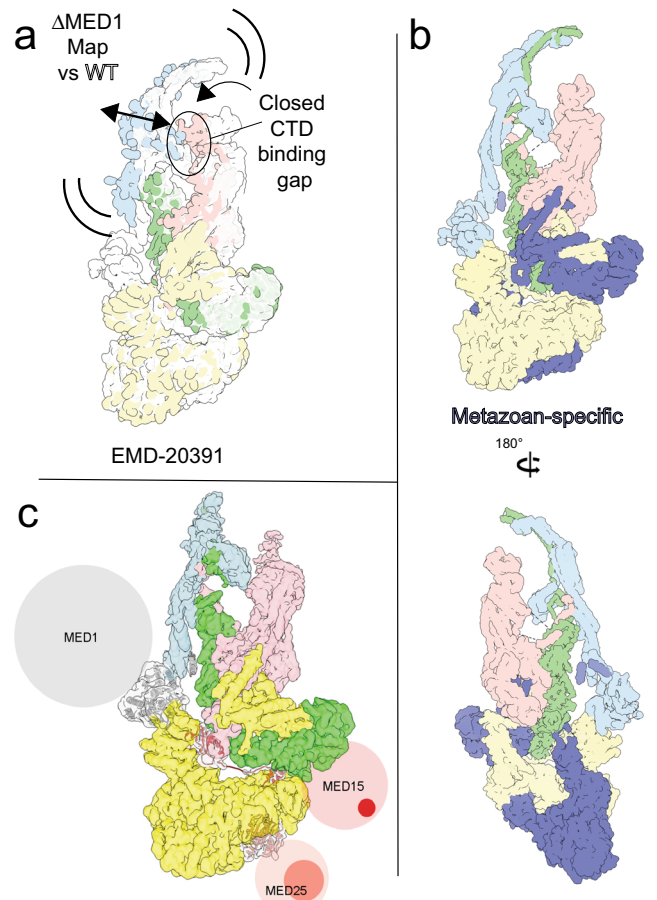 a
ΔMED1
Map
vs WT
Closed
CTD
binding
gap
EMD-20391
b
Metazoan-specific
180°
c
MED1
MED15
MED25